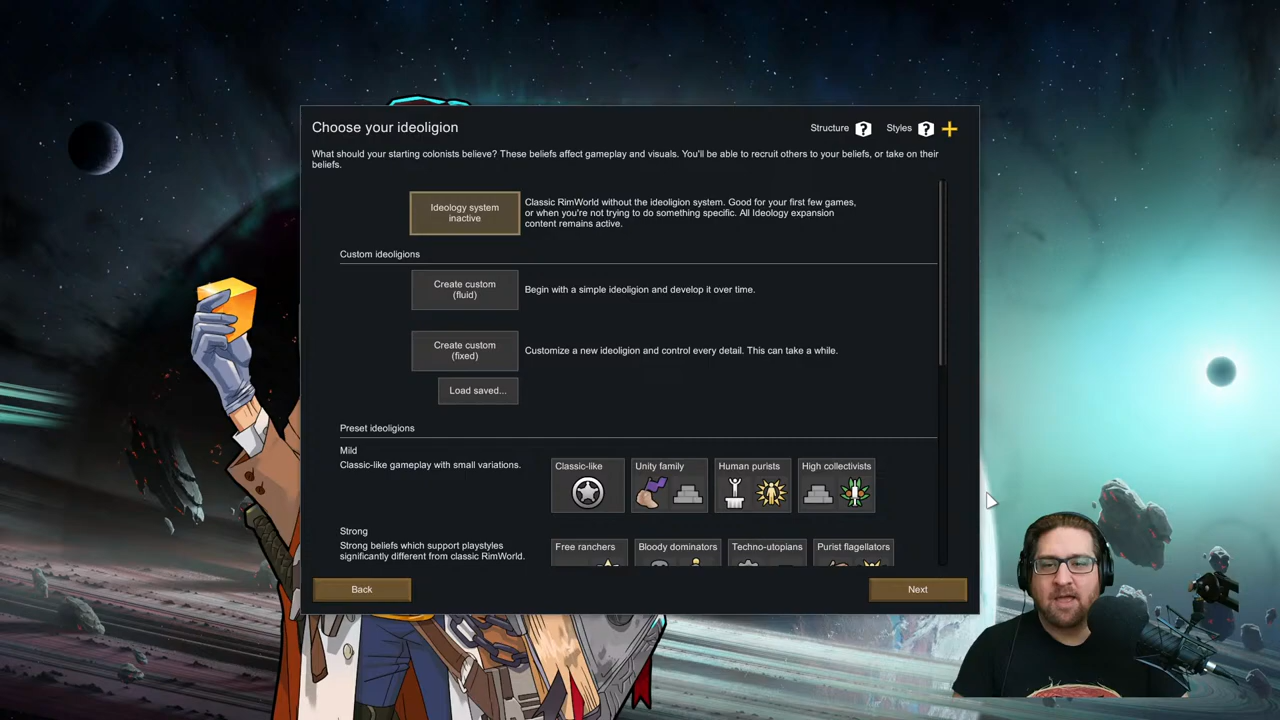 Choose your ideoligion
Structure ?
Styles ? +
What should your starting colonists believe? These beliefs affect gameplay and visuals. You'll be able to recruit others to your beliefs, or take on their
beliefs.
Ideology system
inactive
Classic RimWorld without the ideoligion system. Good for your first few games,
or when you're not trying to do something specific. All Ideology expansion
content remains active.
Custom ideoligions
Create custom
(fluid)
Begin with a simple ideoligion and develop it over time.
Create custom
(fixed)
Customize a new ideoligion and control every detail. This can take a while.
Load saved...
Preset ideoligions
Mild
Classic-like gameplay with small variations.
Classic-like
Unity family
Human purists
High collectivists
Strong
Strong beliefs which support playstyles
significantly different from classic RimWorld.
Free ranchers
Bloody dominators
Techno-utopians
Purist flagellators
Back
Next